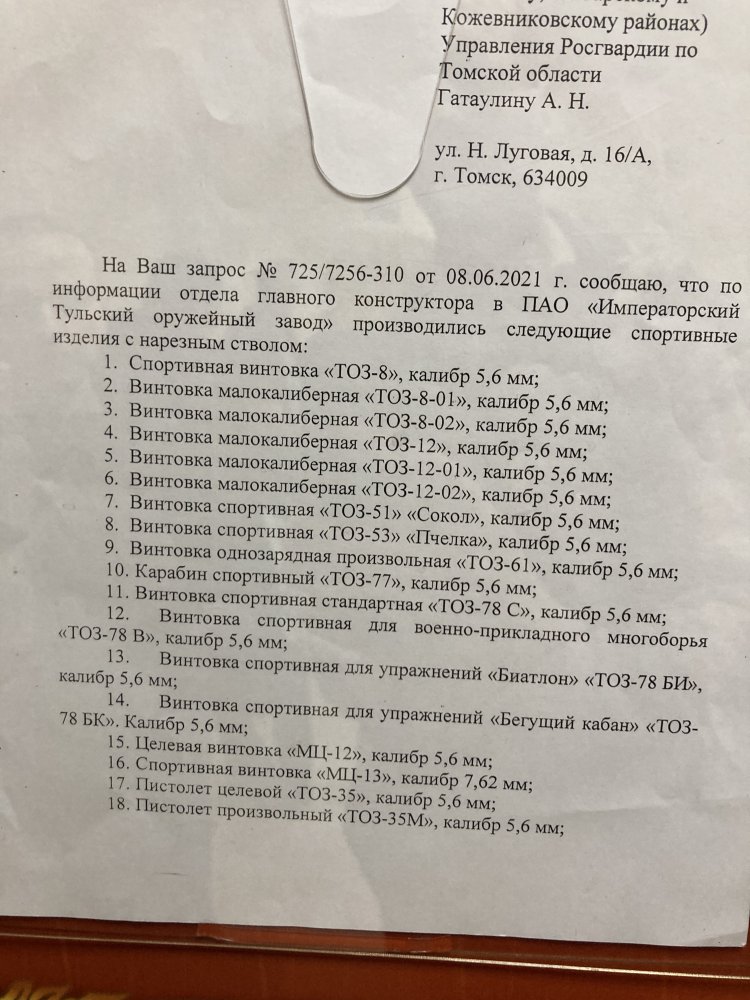 Кожевниковскому районах)
Управления Росгвардии по
Томской области
Гатаулину А. Н.
ул. Н. Луговая, д. 16/А,
г. Томск, 634009
На Ваш запрос № 725/7256-310 от 08.06.2021 г. сообщаю, что по
информации отдела главного конструктора в ПАО «Императорский
Тульский оружейный завод» производились следующие спортивные
изделия с нарезным стволом:
1. Спортивная винтовка «ТОЗ-8», калибр 5,6 мм;
2. Винтовка малокалиберная «ТОЗ-8-01», калибр 5,6 мм;
3. Винтовка малокалиберная «ТОЗ-8-02», калибр 5,6 мм;
4. Винтовка малокалиберная «ТОЗ-12», калибр 5,6 мм;
5. Винтовка малокалиберная «ТОЗ-12-01», калибр 5,6 мм;
6. Винтовка малокалиберная «ТОЗ-12-02», калибр 5,6 мм;
7. Винтовка спортивная «ТОЗ-51» «Сокол», калибр 5,6 мм;
8. Винтовка спортивная «ТОЗ-53» «Пчелка», калибр 5,6 мм;
9. Винтовка однозарядная произвольная «ТОЗ-61», калибр 5,6 мм;
10. Карабин спортивный «ТОЗ-77», калибр 5,6 мм;
11. Винтовка спортивная стандартная «ТОЗ-78 С», калибр 5,6 мм;
12. Винтовка спортивная для военно-прикладного многоборья
«ТОЗ-78 В», калибр 5,6 мм;
13. Винтовка спортивная для упражнений «Биатлон» «ТОЗ-78 БИ»,
калибр 5,6 мм;
14. Винтовка спортивная для упражнений «Бегущий кабан» «ТОЗ-
78 БК». Калибр 5,6 мм;
15. Целевая винтовка «МЦ-12», калибр 5,6 мм;
16. Спортивная винтовка «МЦ-13», калибр 7,62 мм;
17. Пистолет целевой «ТОЗ-35», калибр 5,6 мм;
18. Пистолет произвольный «ТОЗ-35М», калибр 5,6 мм;